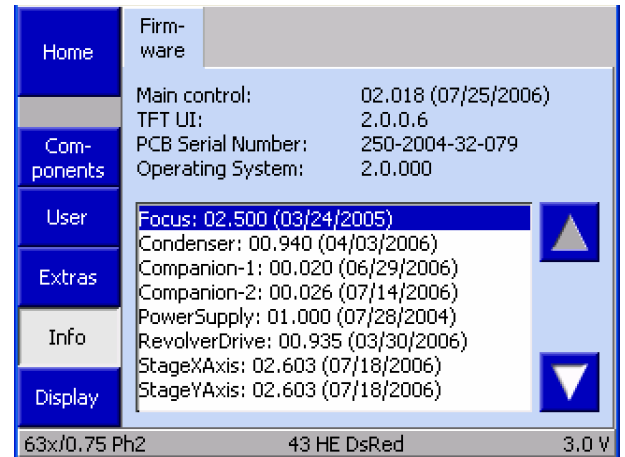 Home
Firm-
ware
Main control: 02.018 (07/25/2006)
TFT UI: 2.0.0.6
PCB Serial Number: 250-2004-32-079
Operating System: 2.0.000
Com-
ponents
User
Extras
Info
Display
Focus: 02.500 (03/24/2005)
Condenser: 00.940 (04/03/2006)
Companion-1: 00.020 (06/29/2006)
Companion-2: 00.026 (07/14/2006)
PowerSupply: 01.000 (07/28/2004)
RevolverDrive: 00.935 (03/30/2006)
StageXAxis: 02.603 (07/18/2006)
StageYAxis: 02.603 (07/18/2006)
63x/0.75 Ph2 43 HE DsRed 3.0 V